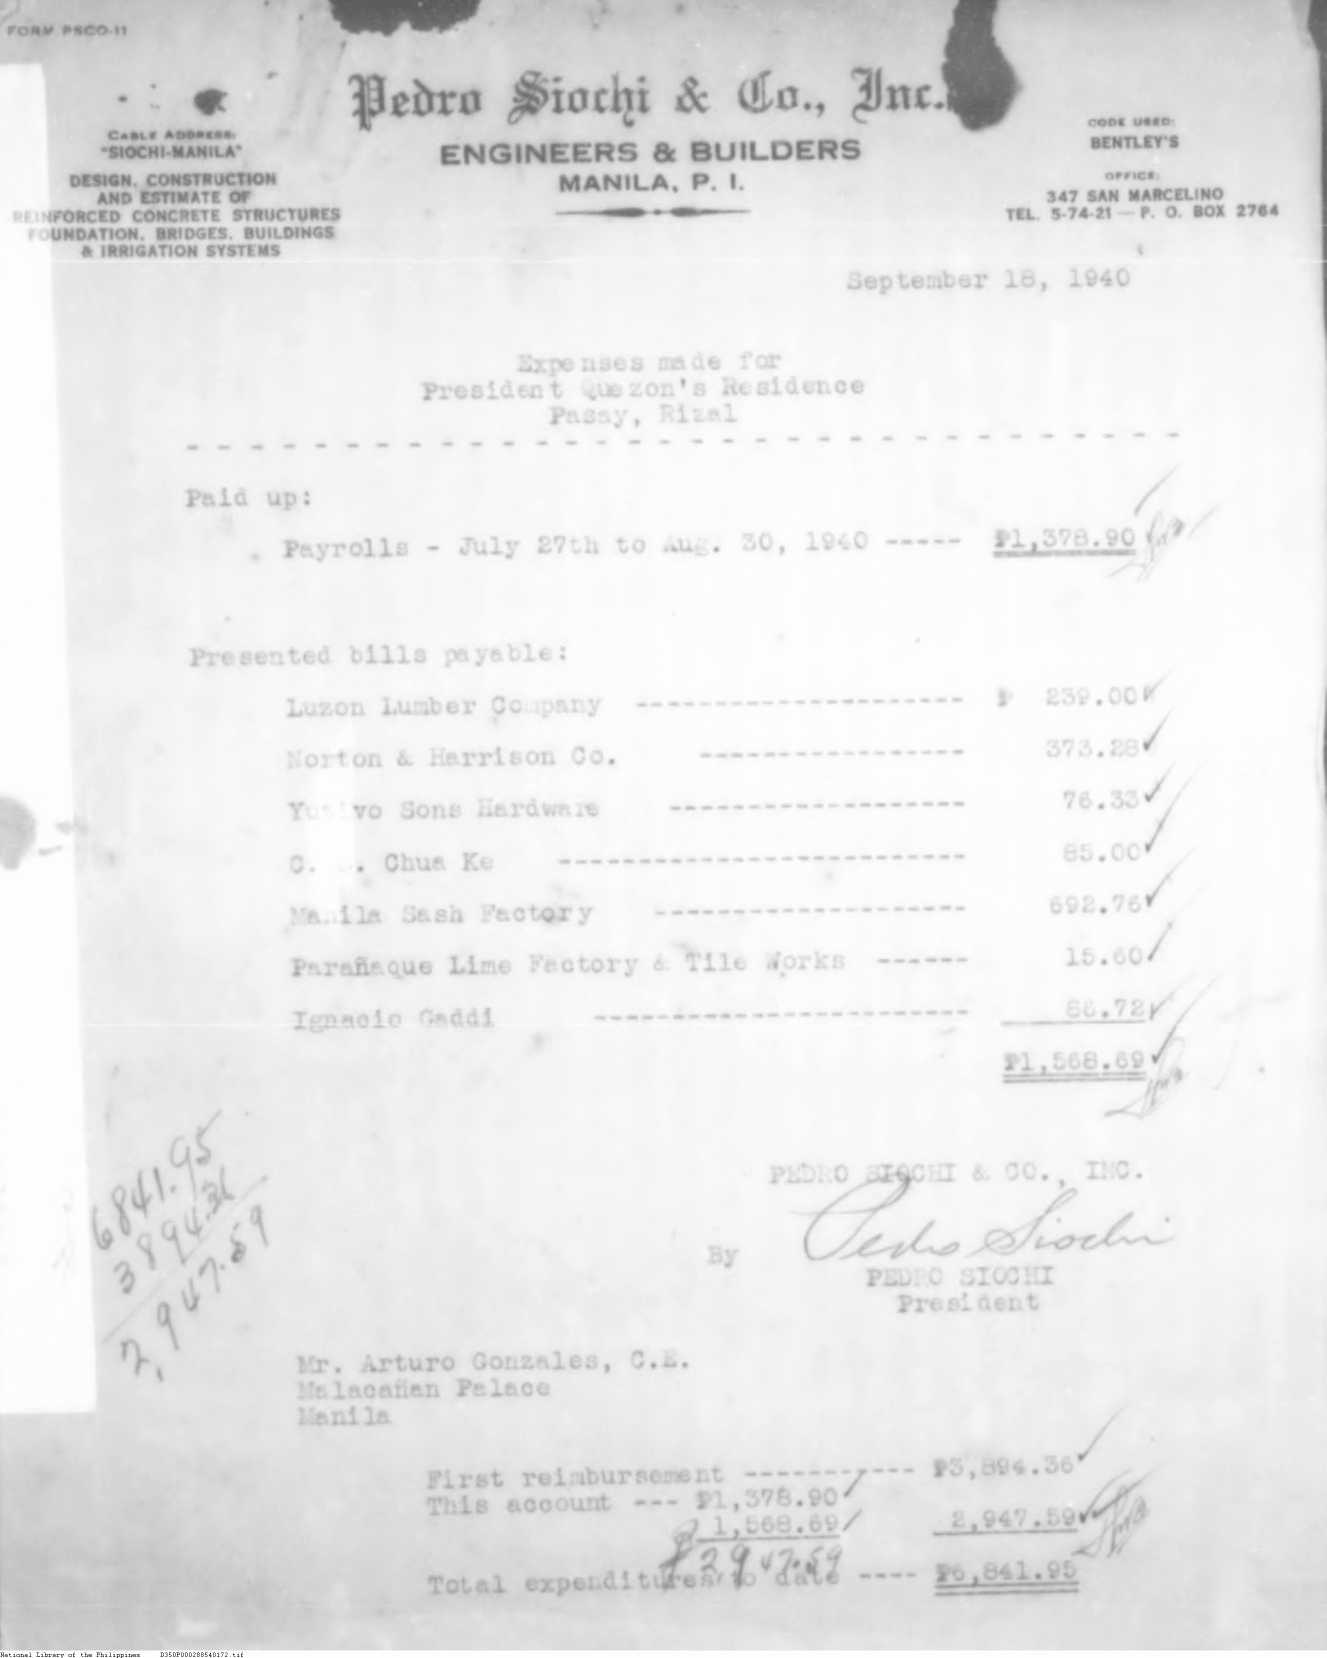 FORM PSCO-11
Pedro Siochi & Co., Inc.
ENGINEERS & BUILDERS
MANILA, P. I.
CABLE ADDRESS:
"SIOCHI-MANILA"
DESIGN, CONSTRUCTION
AND ESTIMATE OF
REINFORCED CONCRETE STRUCTURES
FOUNDATION, BRIDGES, BUILDINGS
& IRRIGATION SYSTEMS
CODE USED:
BENTLEY'S
OFFICE:
347 SAN MARCELINO
TEL. 5-74-21 — P. O. BOX 2764
September 18, 1940
Expenses made for
President Quezon's Residence
Pasay, Rizal
Paid up:
Payrolls - July 27th to Aug. 30, 1940 ----- ₱1,378.90
Presented bills payable:
Luzon Lumber Company --------------------- ₱ 239.00
Norton & Harrison Co. ----------------- 373.28
Sons Hardware ------------------- 76.33
C. . Chua Ke -------------------------- 85.00
Manila Sash Factory -------------------- 692.76
Parañaque Lime Factory & Tile Works ------ 15.60
Ignacio Gaddi ------------------------ 86.72
₱1,568.69
PEDRO SIOCHI & CO., INC.
Pedro Siochi
By
PEDRO SIOCHI
President
6841.95
3894.36
2,947.59
Mr. Arturo Gonzales, C.E.
Malacañan Palace
Manila
First reimbursement ----------- ₱3,894.36
This account --- ₱1,378.90
1,568.69 2,947.59
₱2947.59
Total expenditures to date ---- ₱6,841.95
National Library of the Philippines D350P000288540172.tif